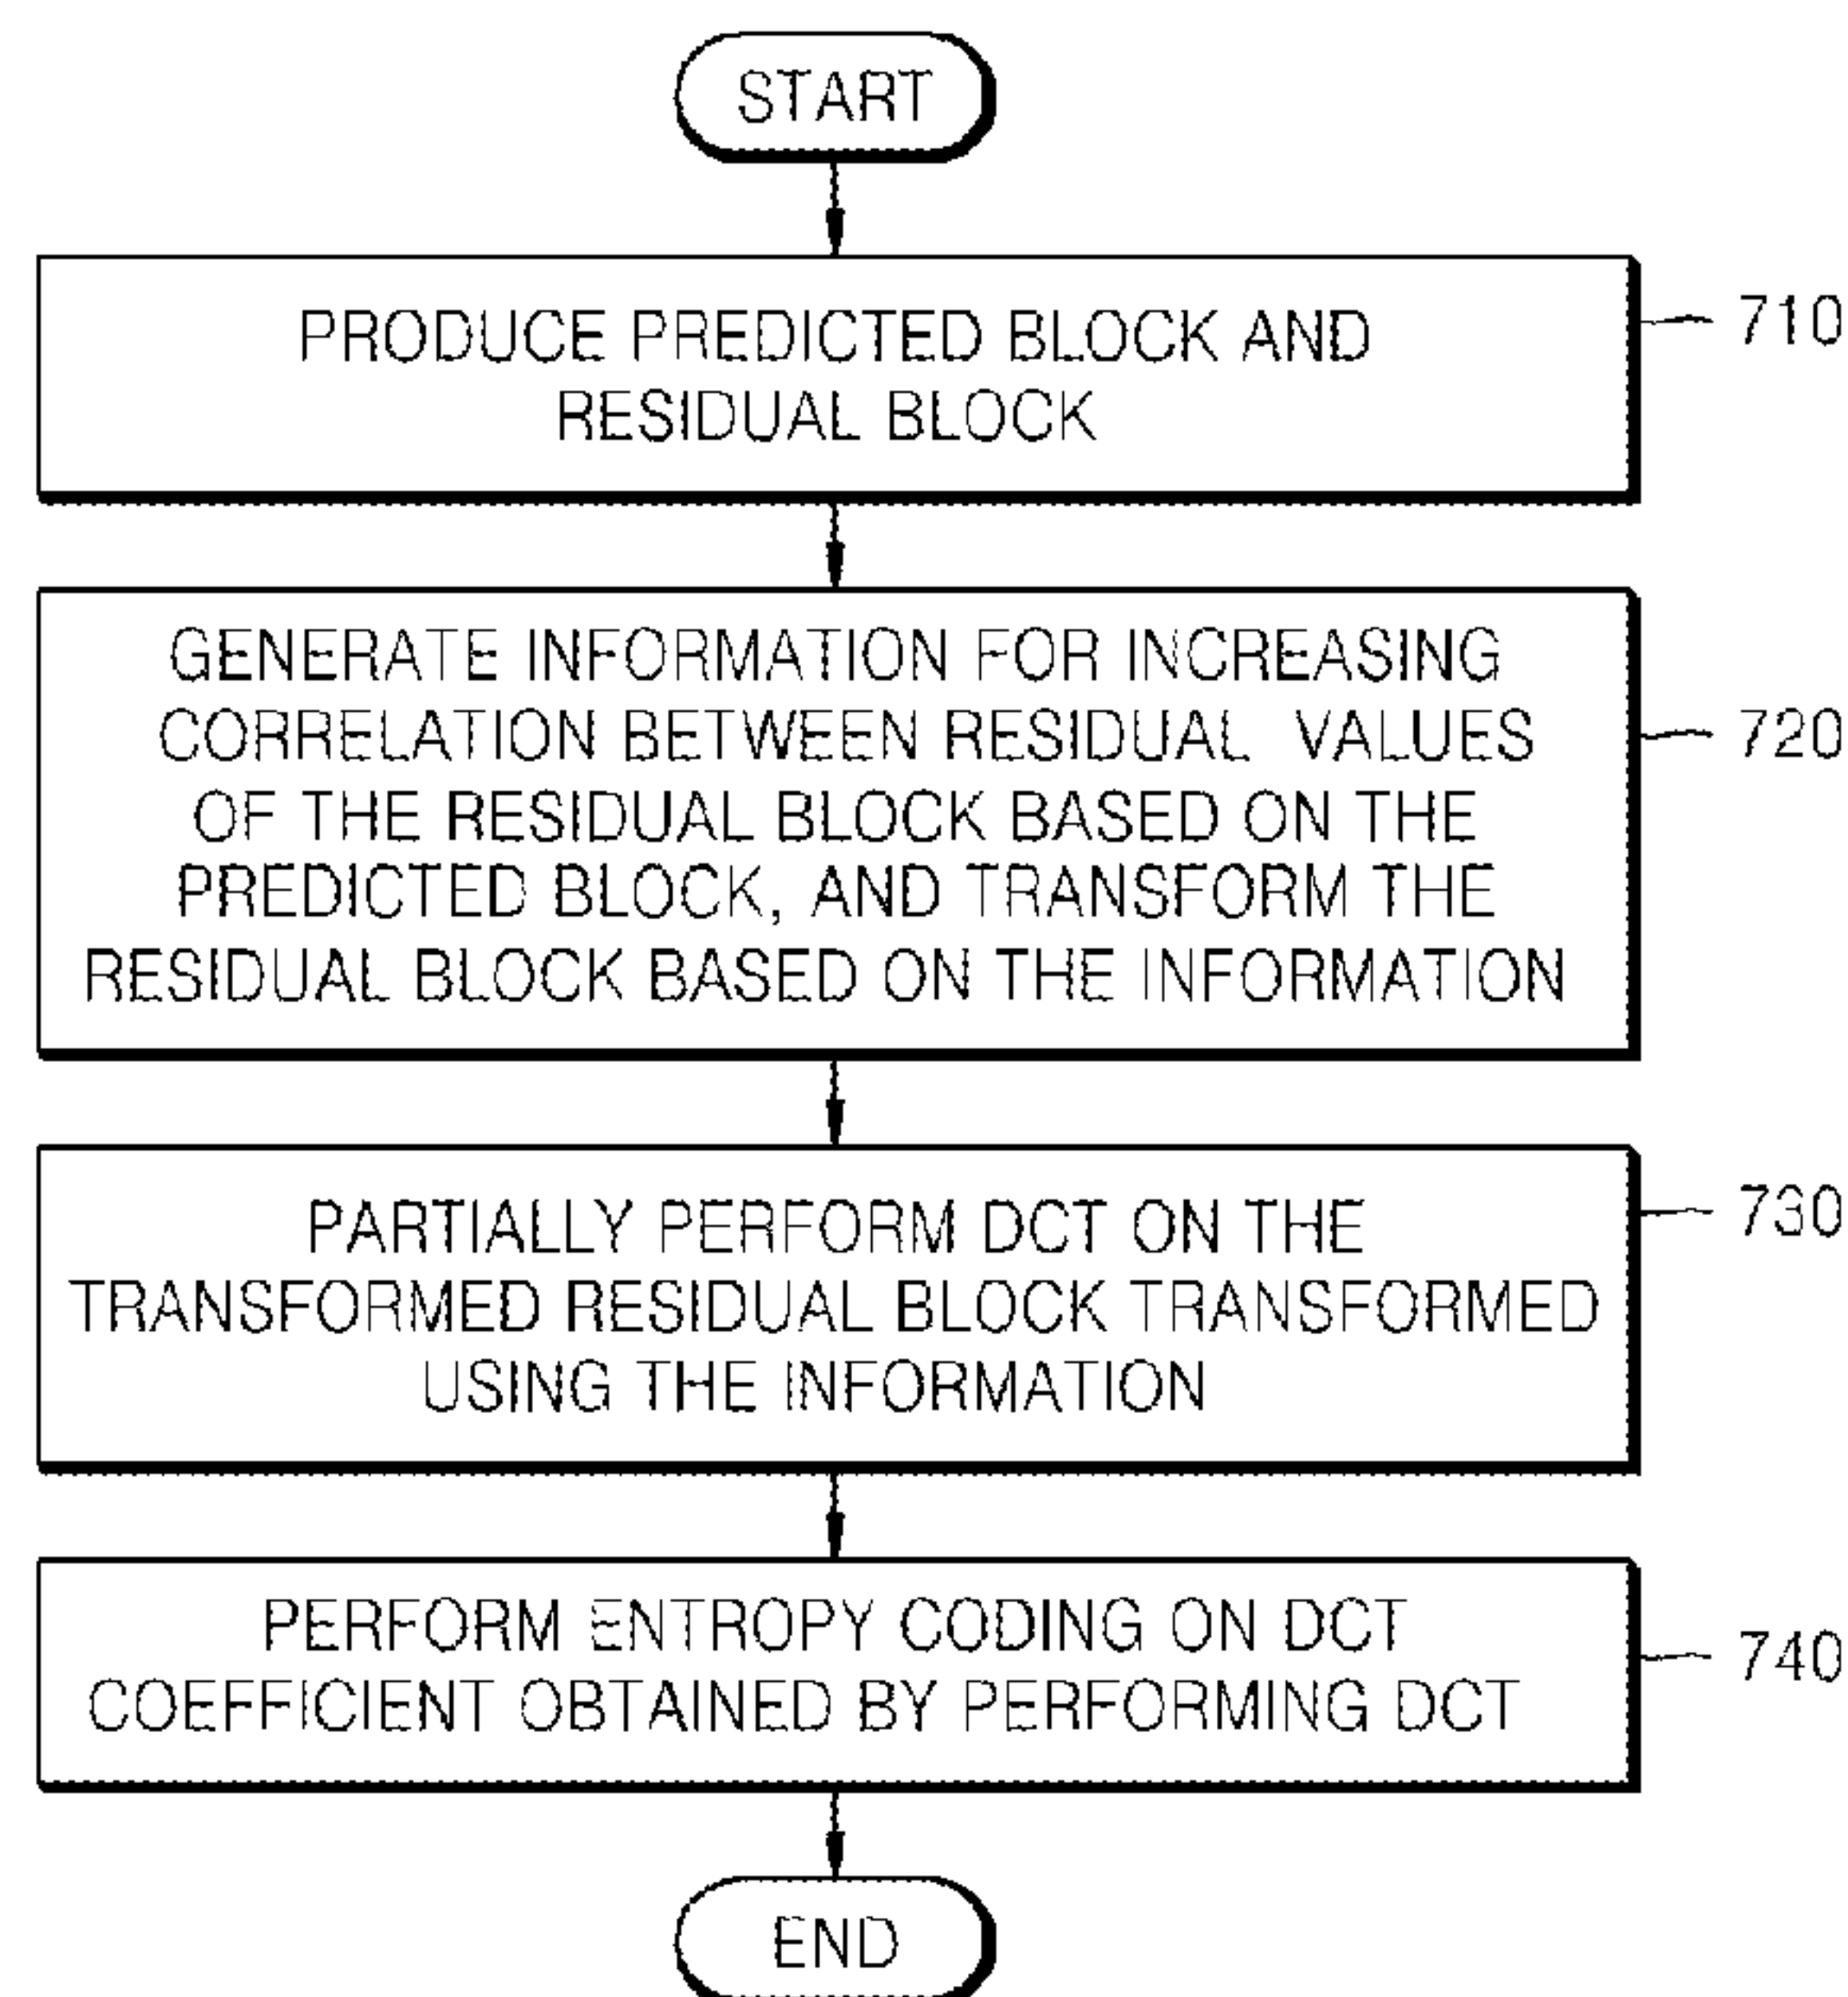 START
PRODUCE PREDICTED BLOCK AND
RESIDUAL BLOCK
710
GENERATE INFORMATION FOR INCREASING
CORRELATION BETWEEN RESIDUAL VALUES
OF THE RESIDUAL BLOCK BASED ON THE
PREDICTED BLOCK, AND TRANSFORM THE
RESIDUAL BLOCK BASED ON THE INFORMATION
720
PARTIALLY PERFORM DCT ON THE
TRANSFORMED RESIDUAL BLOCK TRANSFORMED
USING THE INFORMATION
730
PERFORM ENTROPY CODING ON DCT
COEFFICIENT OBTAINED BY PERFORMING DCT
740
END